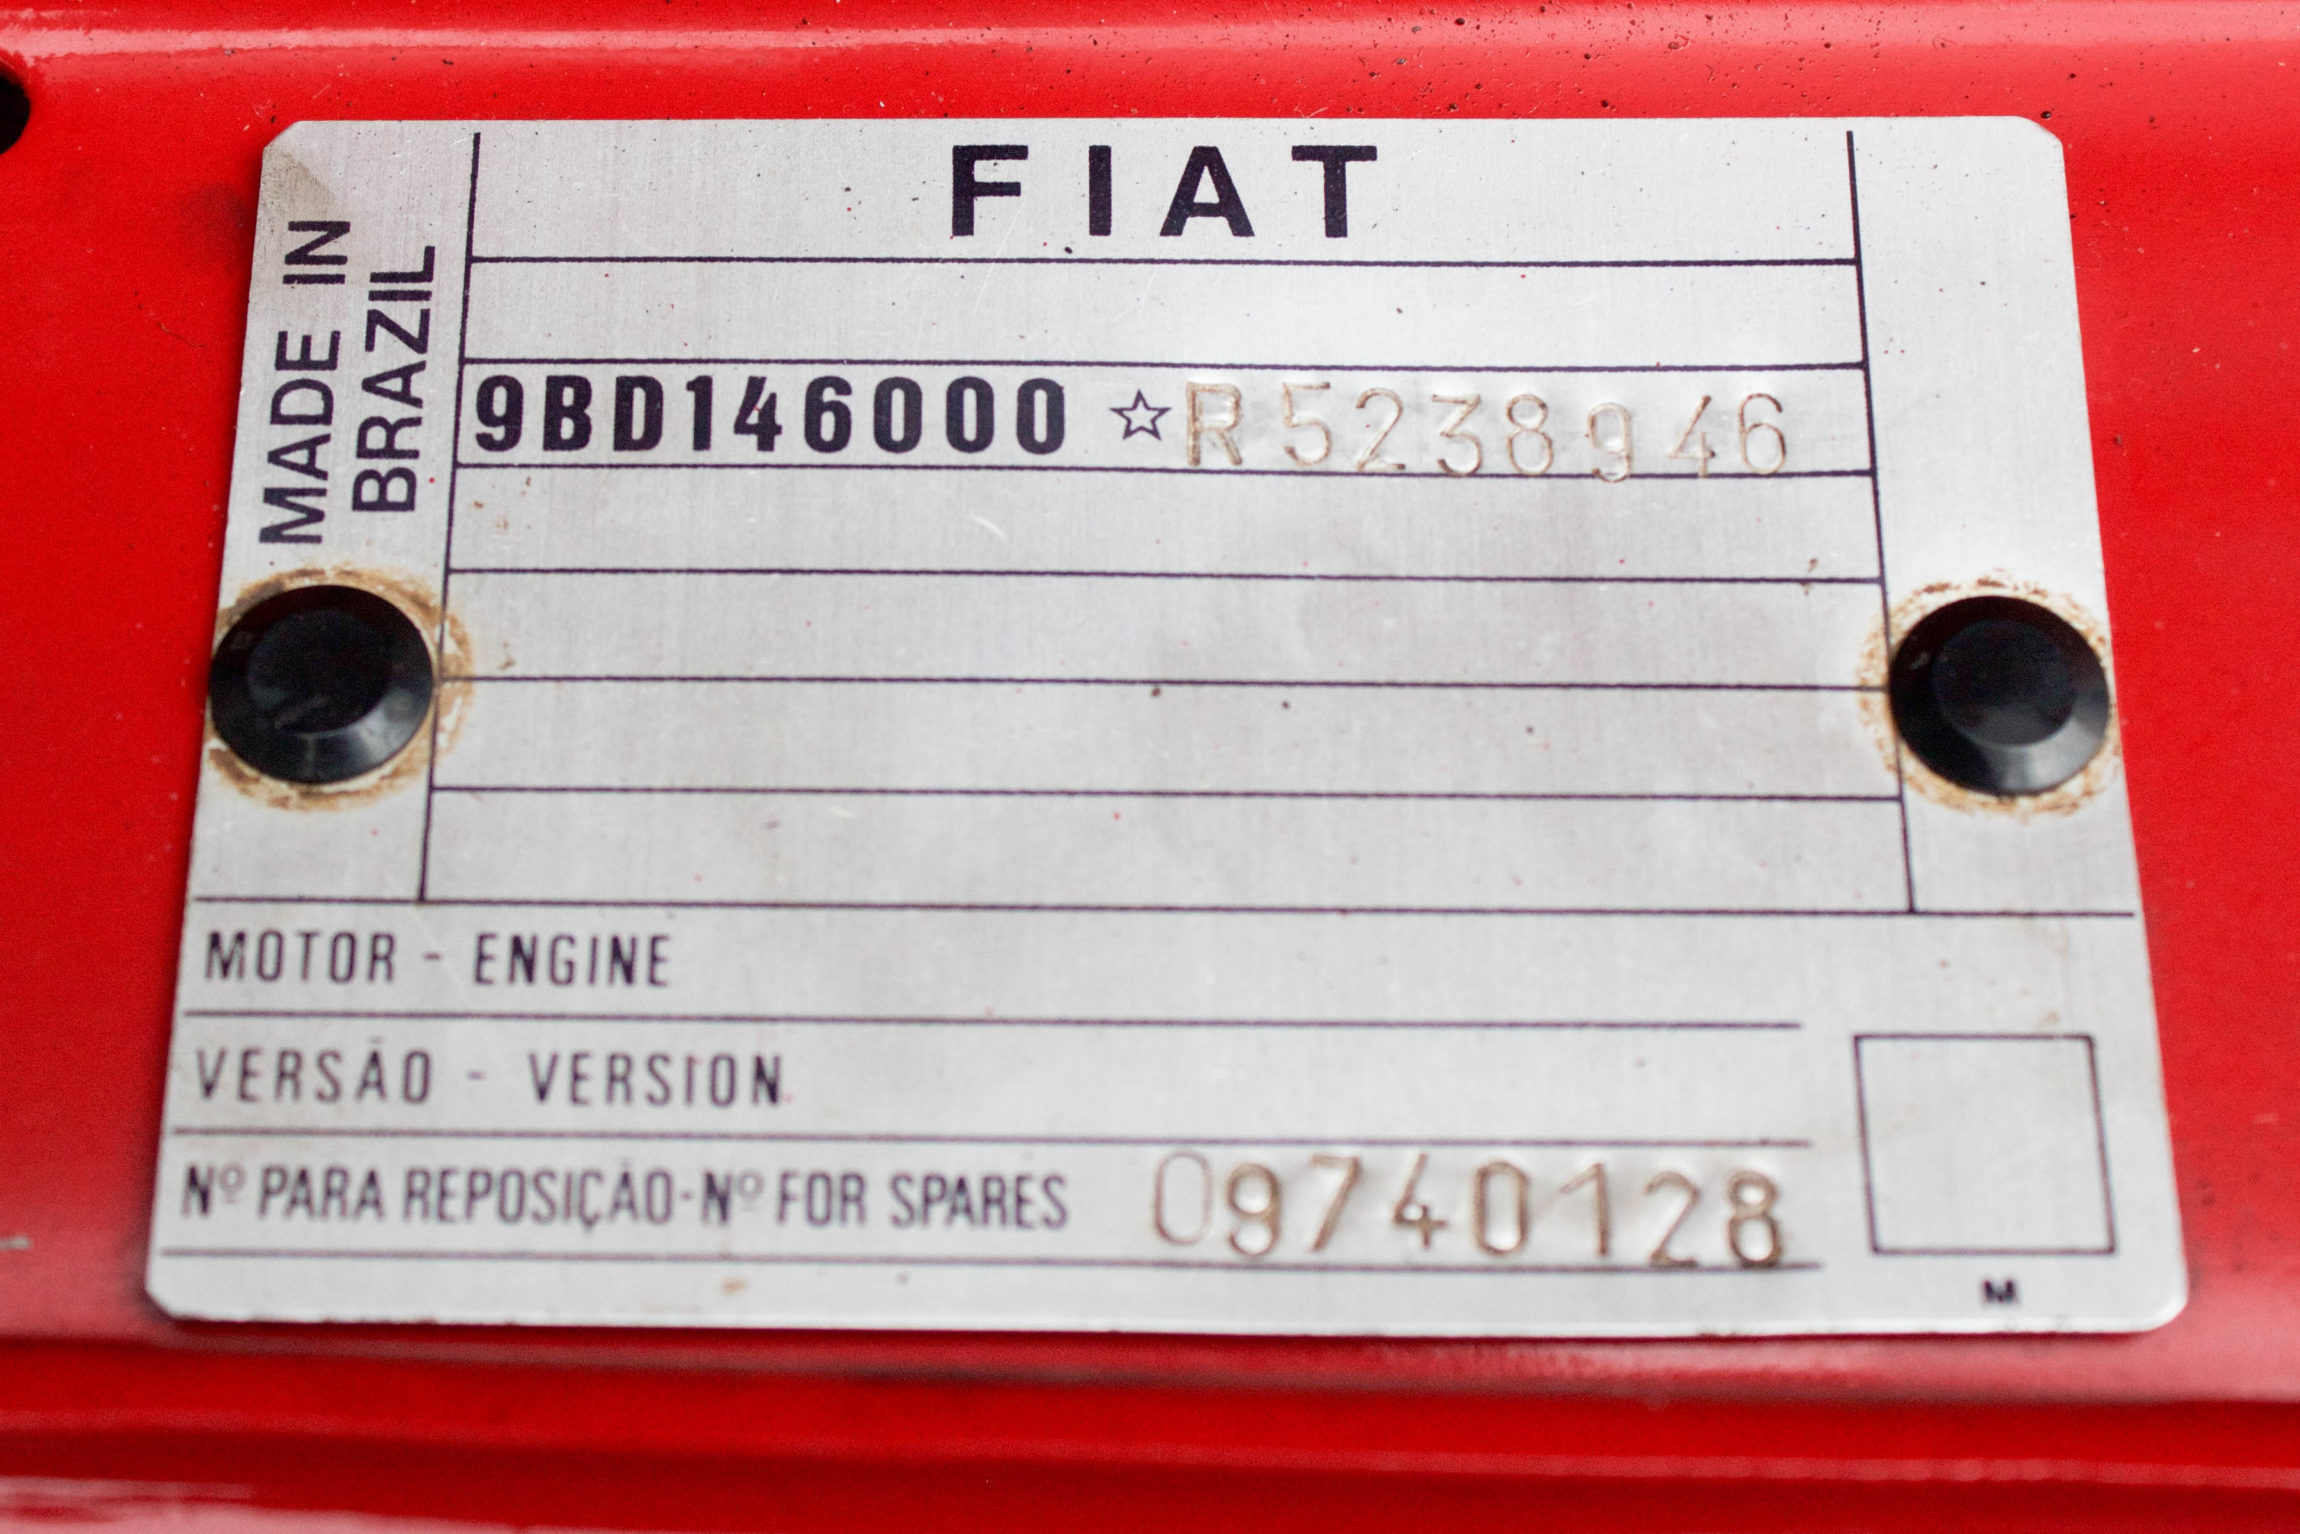 FIAT
MADE IN
BRAZIL
9BD146000 ☆R5238946
MOTOR - ENGINE
VERSÃO - VERSION
Nº PARA REPOSIÇÃO-Nº FOR SPARES 09740128
M